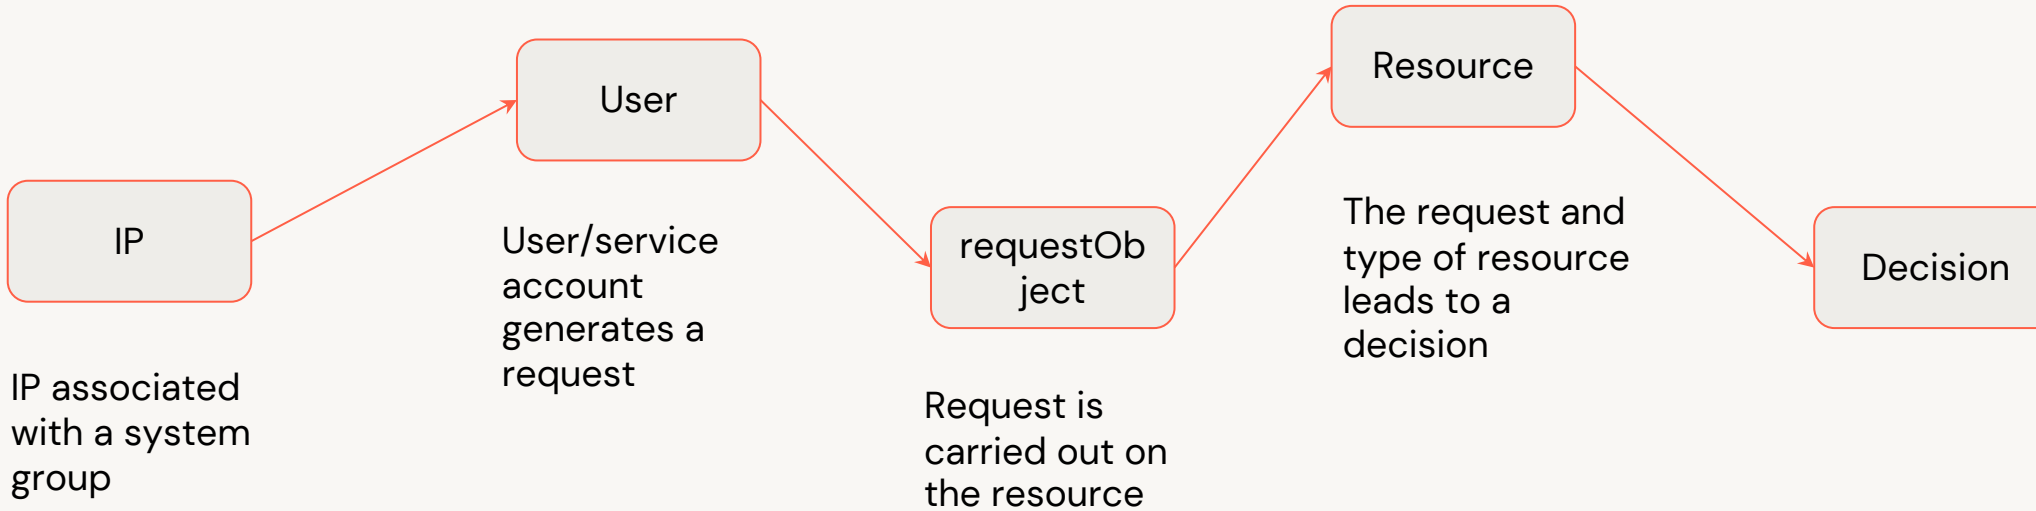 IP
IP associated
with a system
group
User
User/service
account
generates a
request
requestOb
ject
Request is
carried out on
the resource
Resource
The request and
type of resource
leads to a
decision
Decision